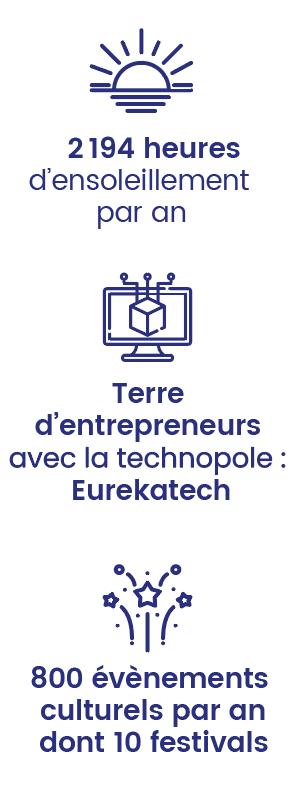 2 194 heures
d’ensoleillement
par an
Terre
d’entrepreneurs
avec la technopole :
Eurekatech
800 évènements
culturels par an
dont 10 festivals